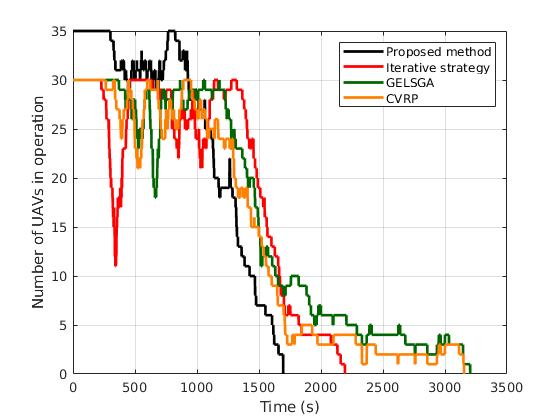 35
30
25
20
15
10
5
0
0 500 1000 1500 2000 2500 3000 3500
Number of UAVs in operation
Time (s)
Proposed method
Iterative strategy
GELSGA
CVRP